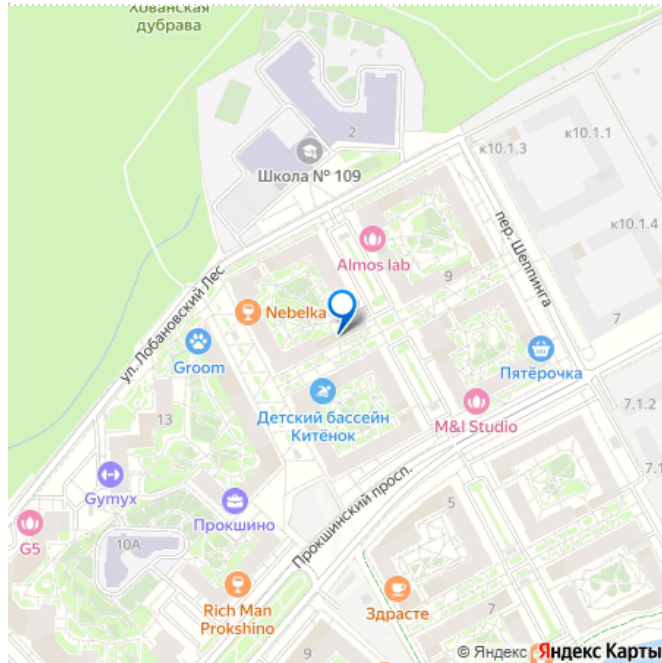 Хованская
дубрава
2
к10.1.1
к10.1.3
Школа № 109
к10.1.4
пер. Шеппинга
Almos lab
9
ул. Лобановский Лес
Nebelka
7
Groom
Пятёрочка
Детский бассейн
Китёнок
7.1.2
13
M&I Studio
7.1
Gymyx
Прокшинский просп.
Прокшино
5
G5
10А
Rich Man
Prokshino
Здрасте
7
9
© Яндекс Яндекс Карты